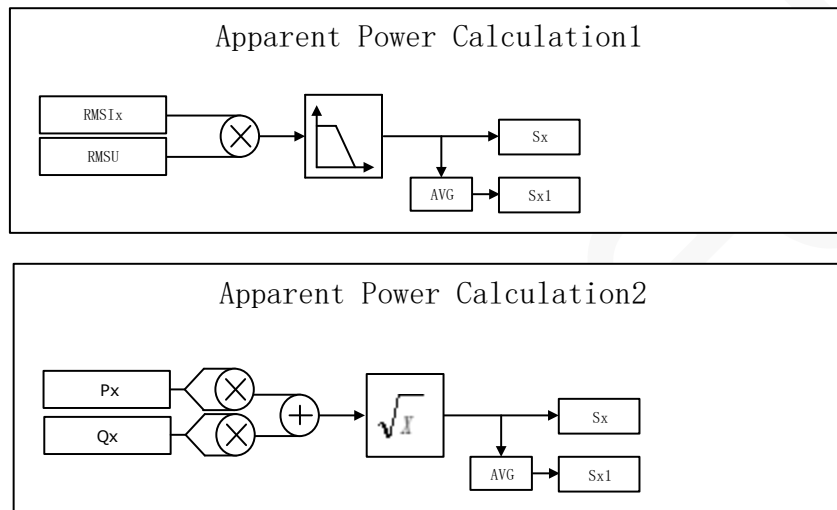 Apparent Power Calculation1
RMSIx
RMSU
Sx
AVG
Sx1
Apparent Power Calculation2
Px
Qx
√X
Sx
AVG
Sx1